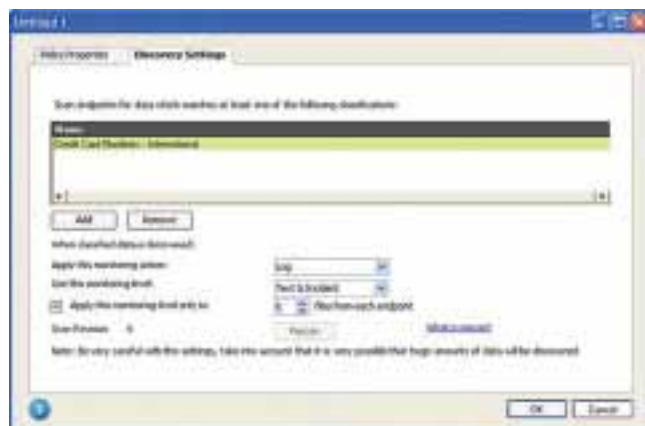 Untitled 1
Policy Properties
Discovery Settings
Scan endpoints for data which matches at least one of the following classifications:
Name
Credit Card Numbers - International
Add
Remove
When classified data is discovered:
Apply this monitoring action:
Log
Use this monitoring level:
Text & Incident
Apply this monitoring level only to:
files from each endpoint
Scan Revision:
Rescan
What is rescan?
Note: Be very careful with this settings, take into account that it is very possible that huge amounts of data will be discovered
OK
Cancel